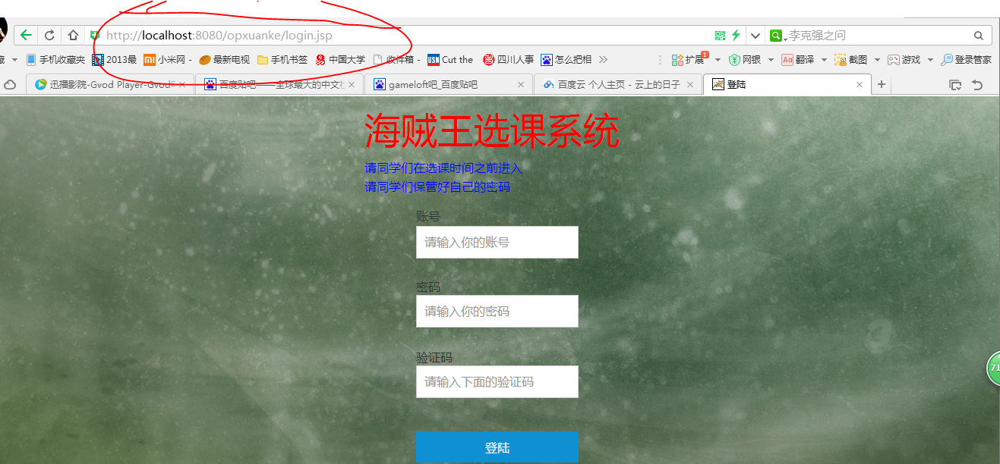 http://localhost:8080/opxuanke/login.jsp
李克强之问
藏 手机收藏夹 2013最 小米网 - 最新电视 手机书签 中国大学 收件箱 - Cut the 四川人事 怎么把相 扩展 1 网银 翻译 截图 游戏 登录管家
迅播影院-Gvod Player-Gvod 百度贴吧——全球最大的中文社 gameloft吧_百度贴吧 百度云 个人主页 - 云上的日子 登陆
海贼王选课系统
请同学们在选课时间之前进入
请同学们保管好自己的密码
账号
请输入你的账号
密码
请输入你的密码
验证码
71
请输入下面的验证码
登陆